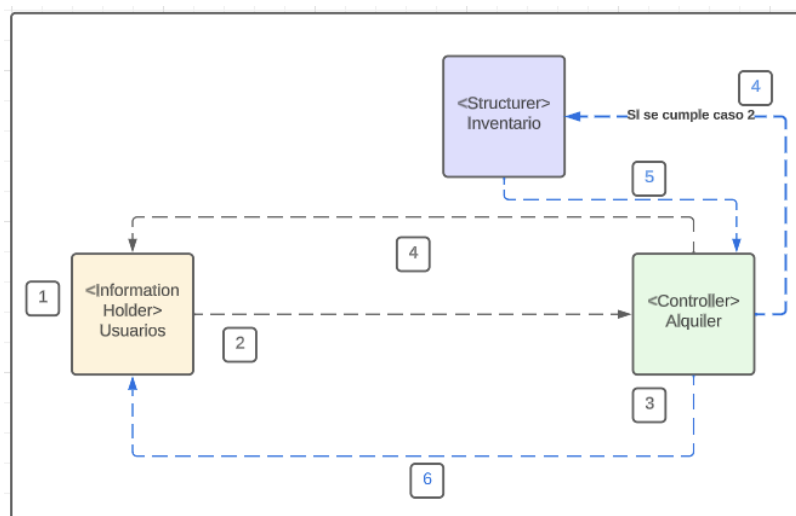 <Structurer>
Inventario
4
SI se cumple caso 2
5
4
1
<Information
Holder>
Usuarios
2
<Controller>
Alquiler
3
6